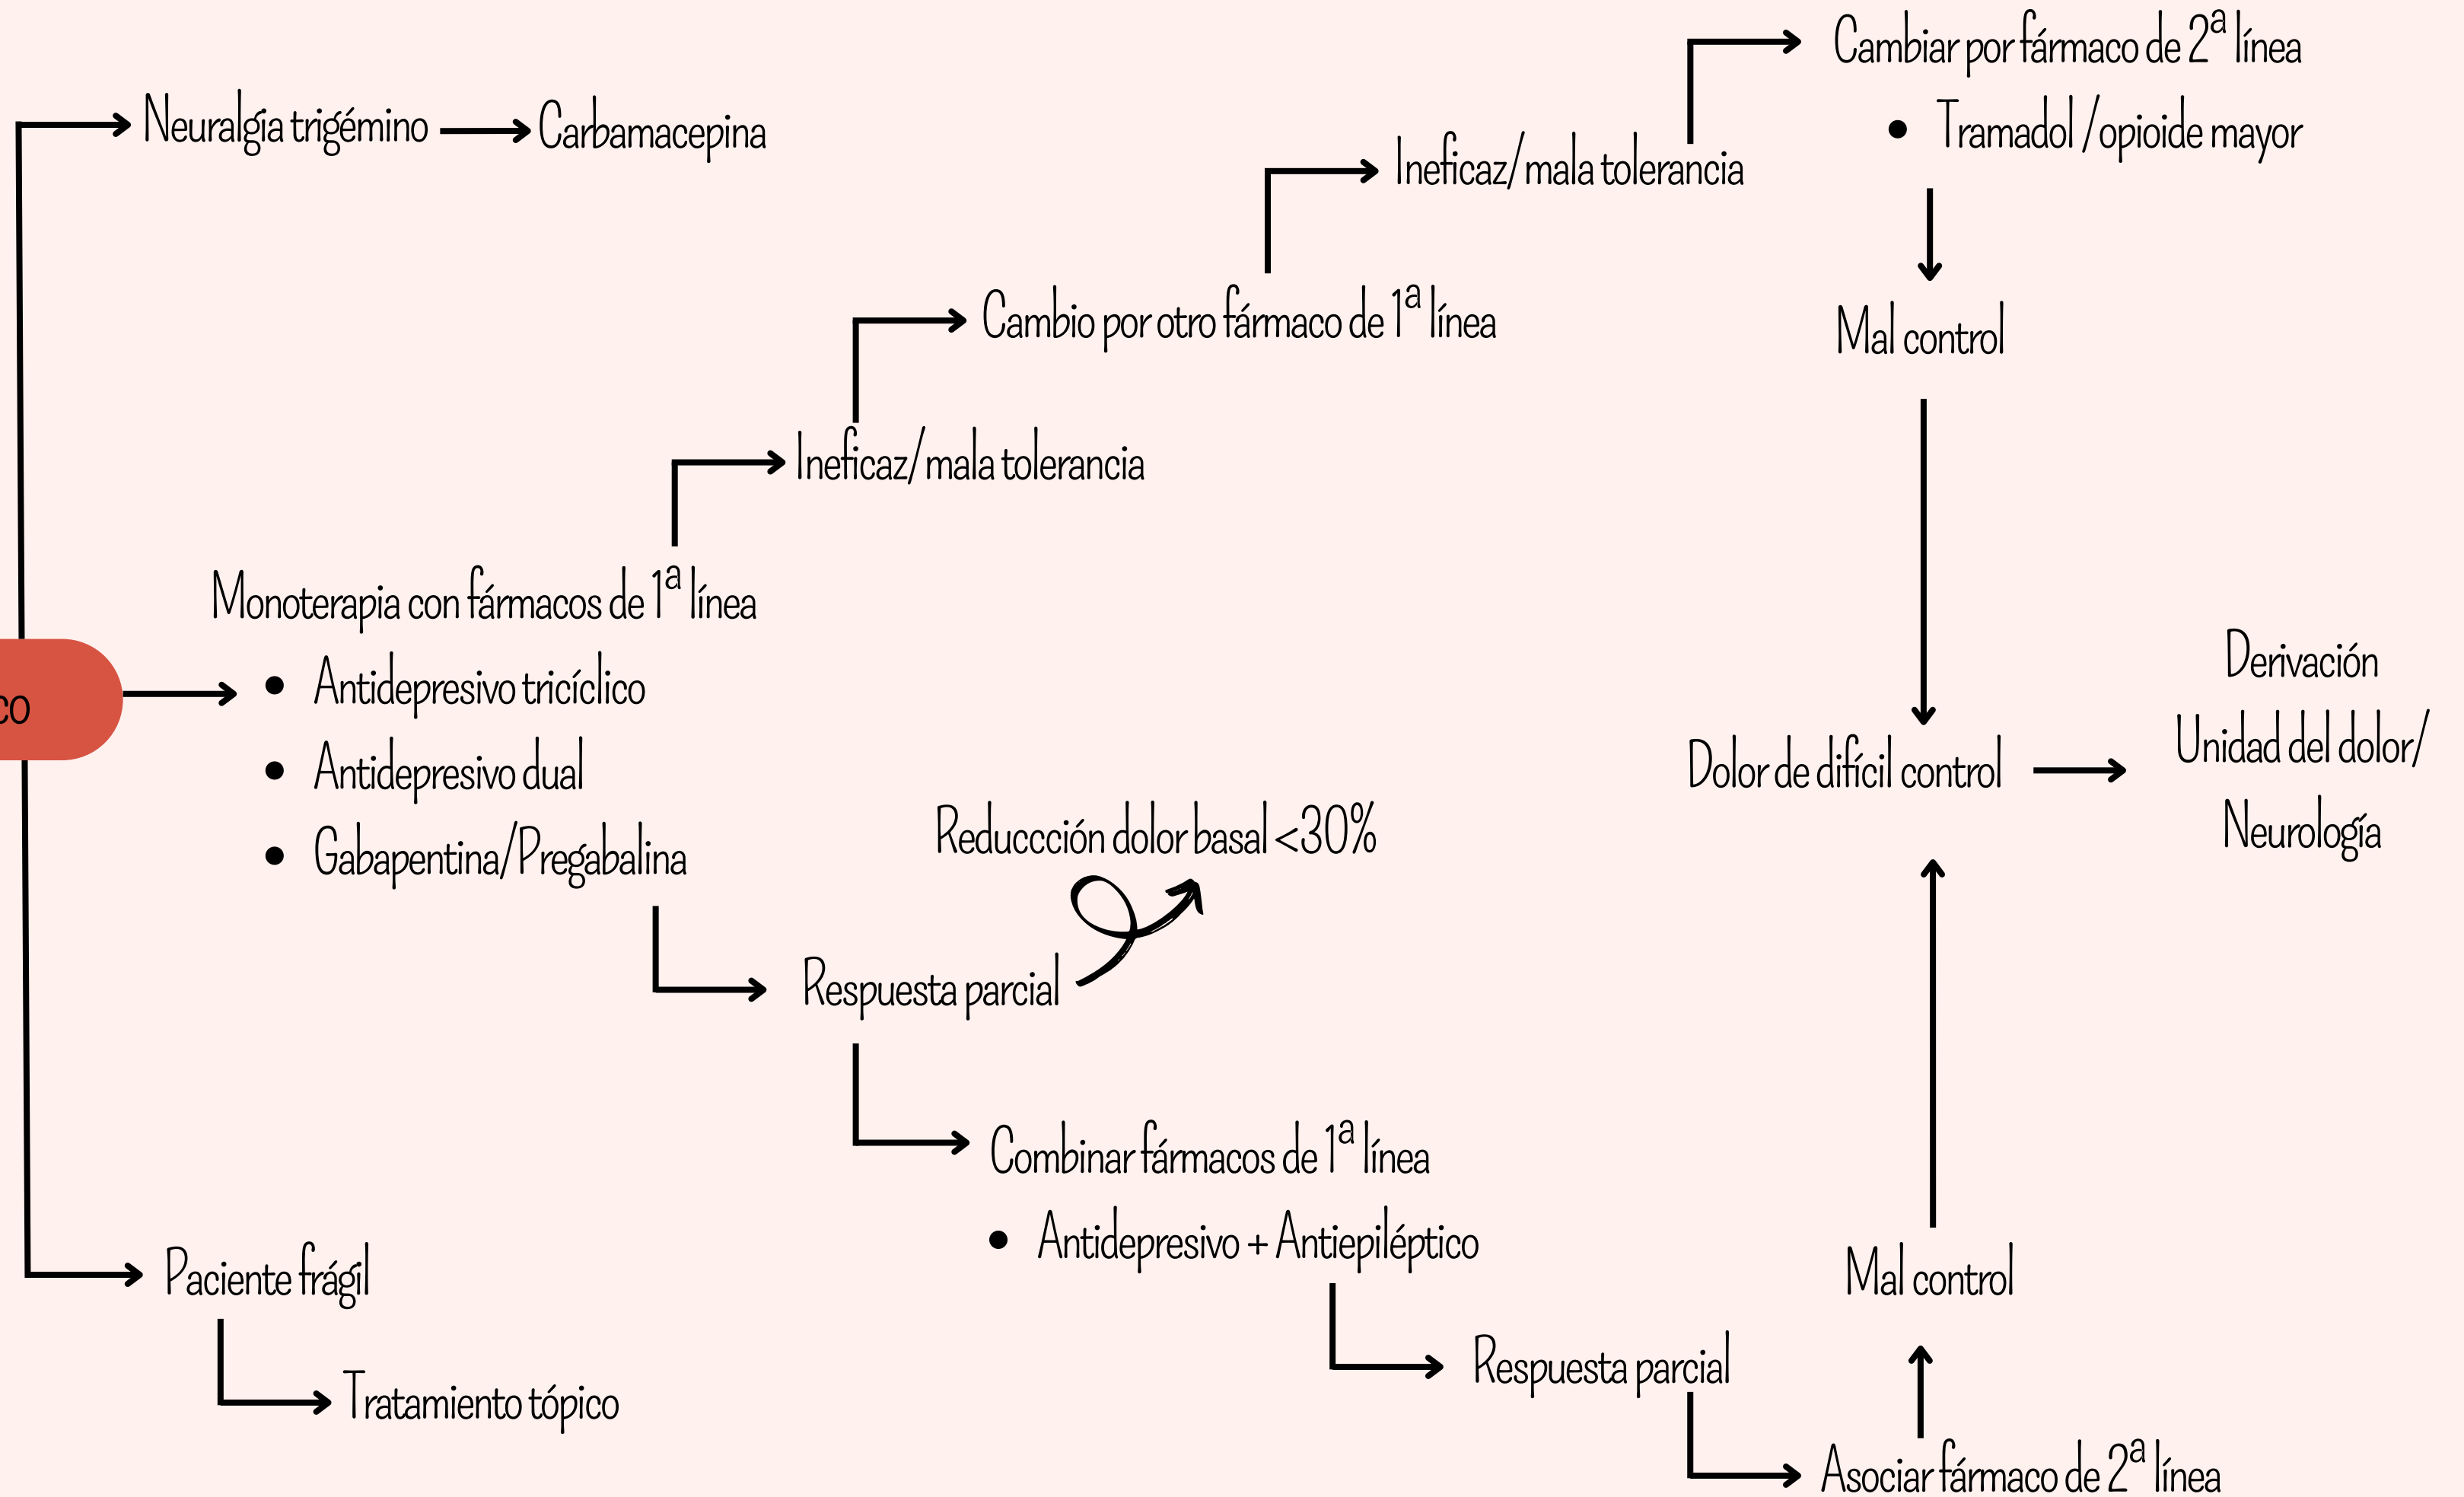 Neuralgia trigémino
Carbamacepina
Monoterapia con fármacos de 1ª línea
Antidepresivo tricíclico
Antidepresivo dual
Gabapentina/Pregabalina
co
Ineficaz/mala tolerancia
Cambio por otro fármaco de 1ª línea
Ineficaz/mala tolerancia
Cambiar por fármaco de 2ª línea
Tramadol /opioide mayor
Mal control
Dolor de difícil control
Derivación
Unidad del dolor/
Neurología
Reduccción dolor basal <30%
Respuesta parcial
Combinar fármacos de 1ª línea
Antidepresivo + Antiepiléptico
Respuesta parcial
Asociar fármaco de 2ª línea
Mal control
Paciente frágil
Tratamiento tópico